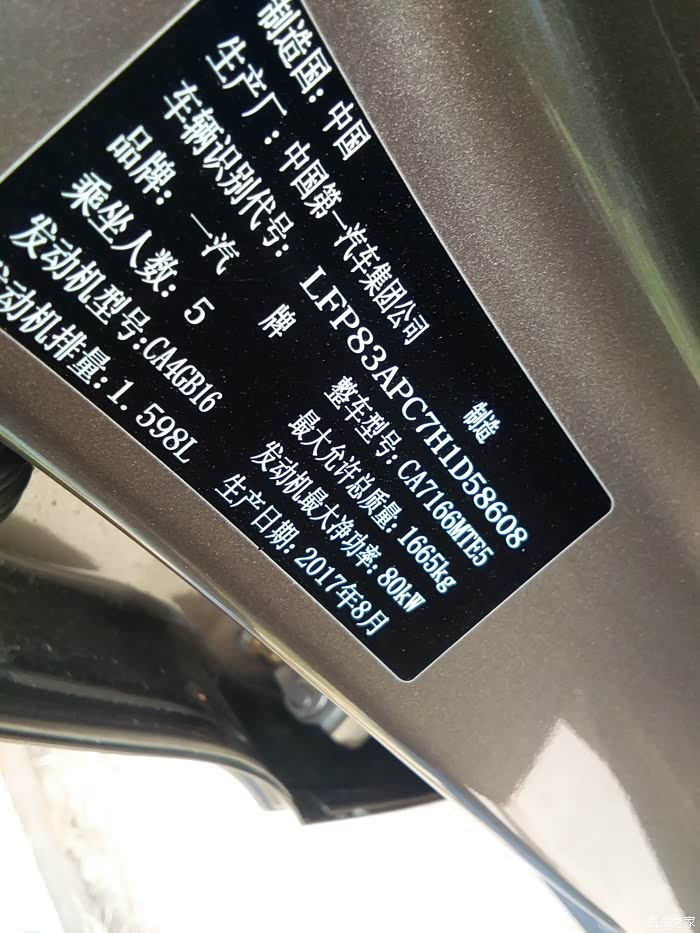 制造国：中国
生产厂：中国第一汽车集团公司 制造
车辆识别代号：LFP83APC7H1D58608
品牌：一汽 牌 整车型号：CA7166MTE5
乘坐人数：5 最大允许总质量：1665kg
发动机型号：CA4GB16 发动机最大净功率：80kW
发动机排量：1.598L 生产日期：2017年8月
汽车之家